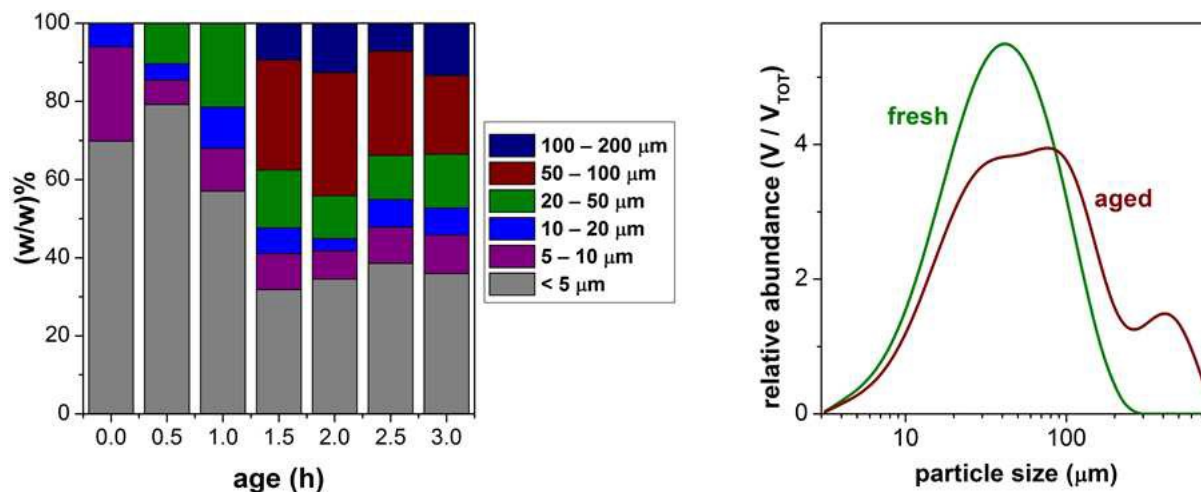 100
80
60
40
20
0
(w/w)%
0.0 0.5 1.0 1.5 2.0 2.5 3.0
age (h)
100 – 200 μm
50 – 100 μm
20 – 50 μm
10 – 20 μm
5 – 10 μm
< 5 μm
relative abundance (V / V_TOT)
4
2
0
fresh
aged
10 100
particle size (μm)